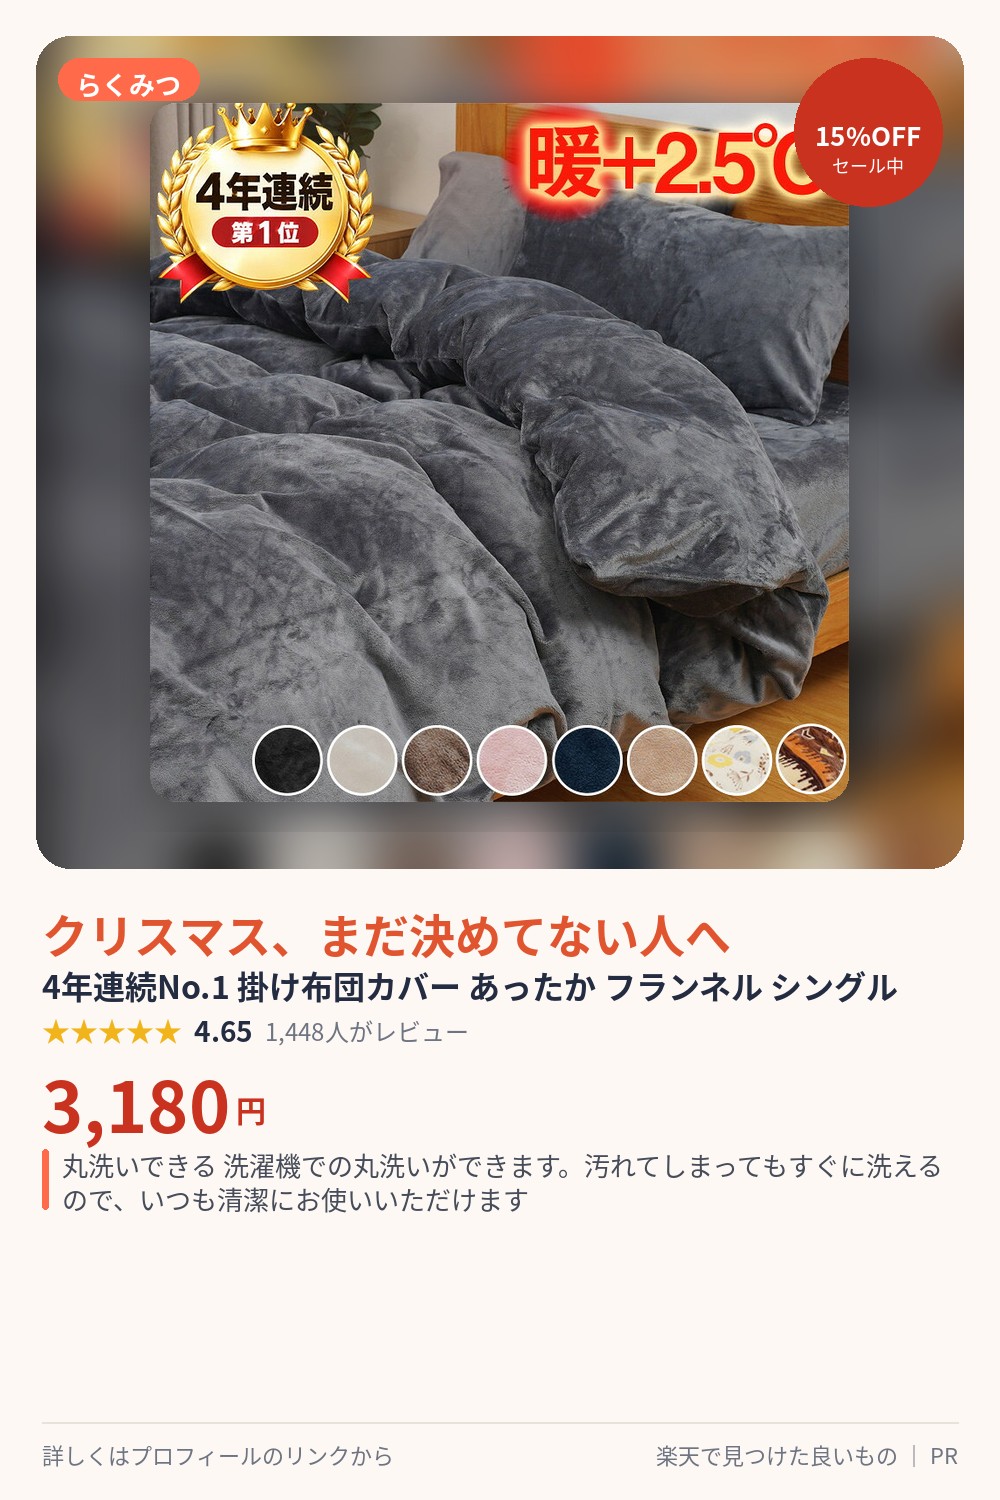 らくみつ
4年連続
第1位
暖+2.5℃
15%OFF
セール中
クリスマス、まだ決めてない人へ
4年連続No.1 掛け布団カバー あったか フランネル シングル
★★★★★ 4.65 1,448人がレビュー
3,180円
丸洗いできる 洗濯機での丸洗いができます。汚れてしまってもすぐに洗える
ので、いつも清潔にお使いいただけます
詳しくはプロフィールのリンクから
楽天で見つけた良いもの | PR